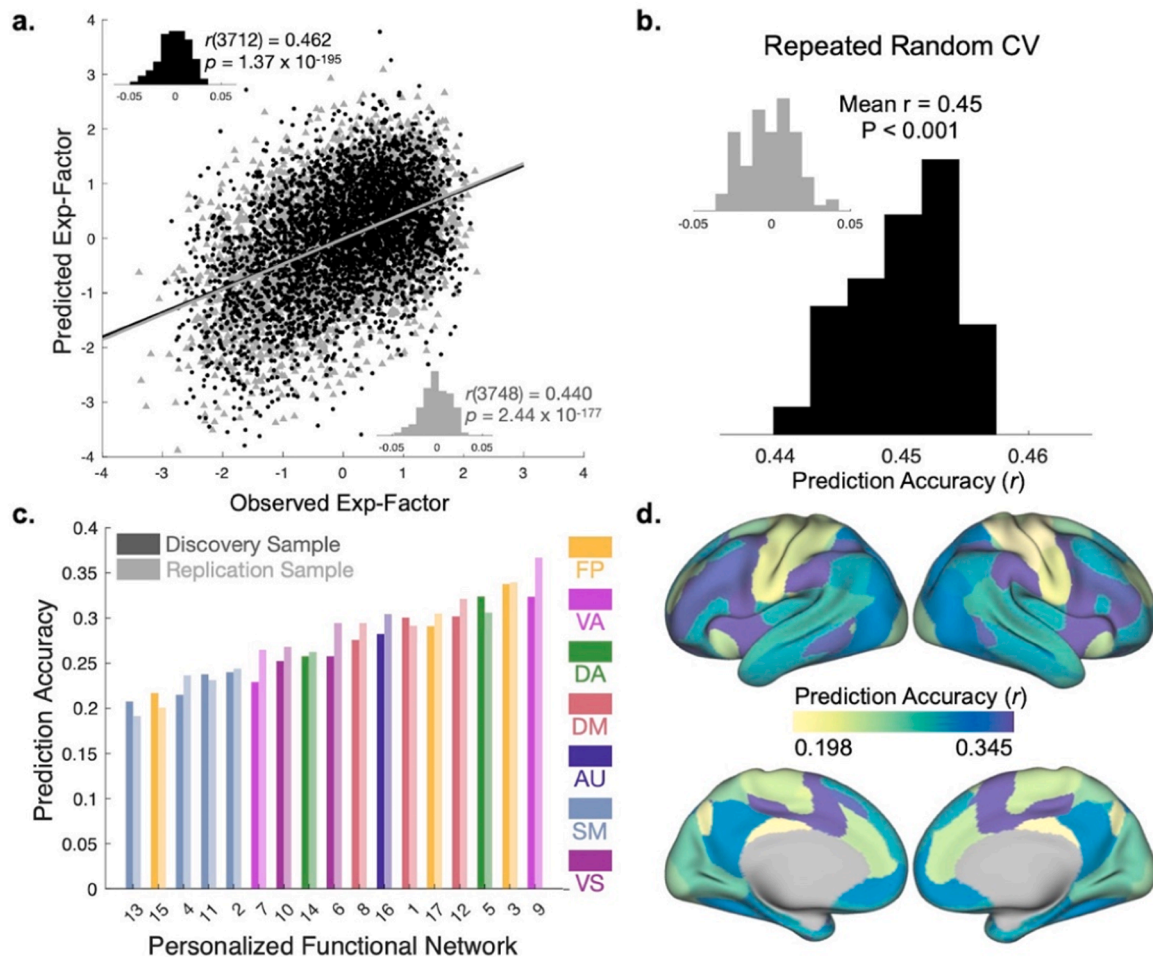 a.
4
3
2
1
0
-1
-2
-3
-4
Predicted Exp-Factor
-0.05 0 0.05
r(3712) = 0.462
p = 1.37 x 10-195
r(3748) = 0.440
p = 2.44 x 10-177
-0.05 0 0.05
-4 -3 -2 -1 0 1 2 3 4
Observed Exp-Factor
b.
Repeated Random CV
Mean r = 0.45
P < 0.001
-0.05 0 0.05
0.44 0.45 0.46
Prediction Accuracy (r)
c.
0.4
0.35
0.3
0.25
0.2
0.15
0.1
0.05
0
Prediction Accuracy
Discovery Sample
Replication Sample
FP
VA
DA
DM
AU
SM
VS
13 15 4 11 2 7 10 14 6 8 16 1 17 12 5 3 9
Personalized Functional Network
d.
Prediction Accuracy (r)
0.198 0.345